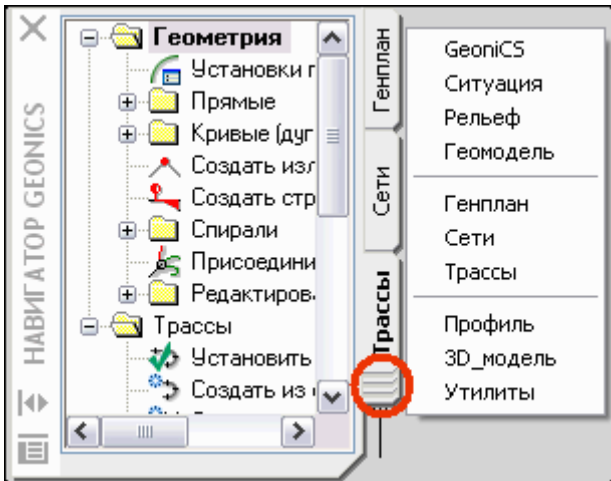 НАВИГАТОР GEONICS
Геометрия
Установки г
Прямые
Кривые (дуг
Создать изл
Создать стр
Спирали
Присоедини
Редактиров
Трассы
Установить
Создать из
Генплан
Сети
Трассы
GeoniCS
Ситуация
Рельеф
Геомодель
Генплан
Сети
Трассы
Профиль
3D_модель
Утилиты